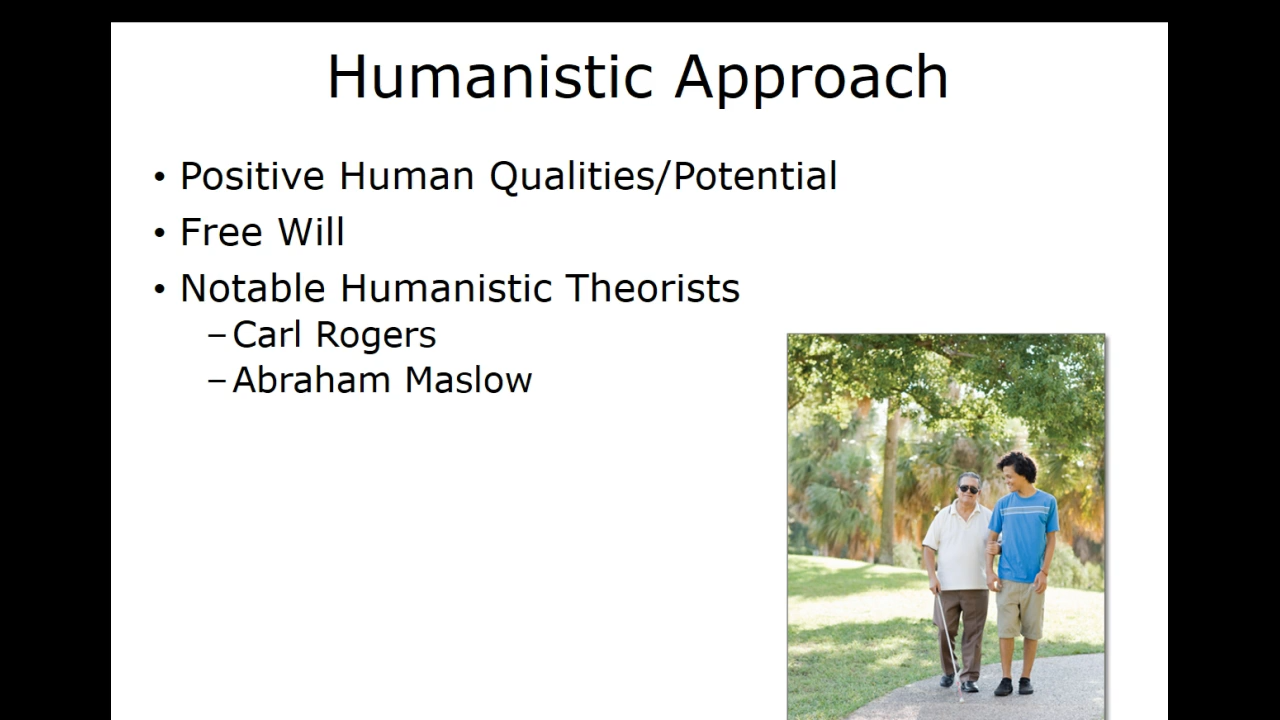 Humanistic Approach
• Positive Human Qualities/Potential
• Free Will
• Notable Humanistic Theorists
–Carl Rogers
–Abraham Maslow